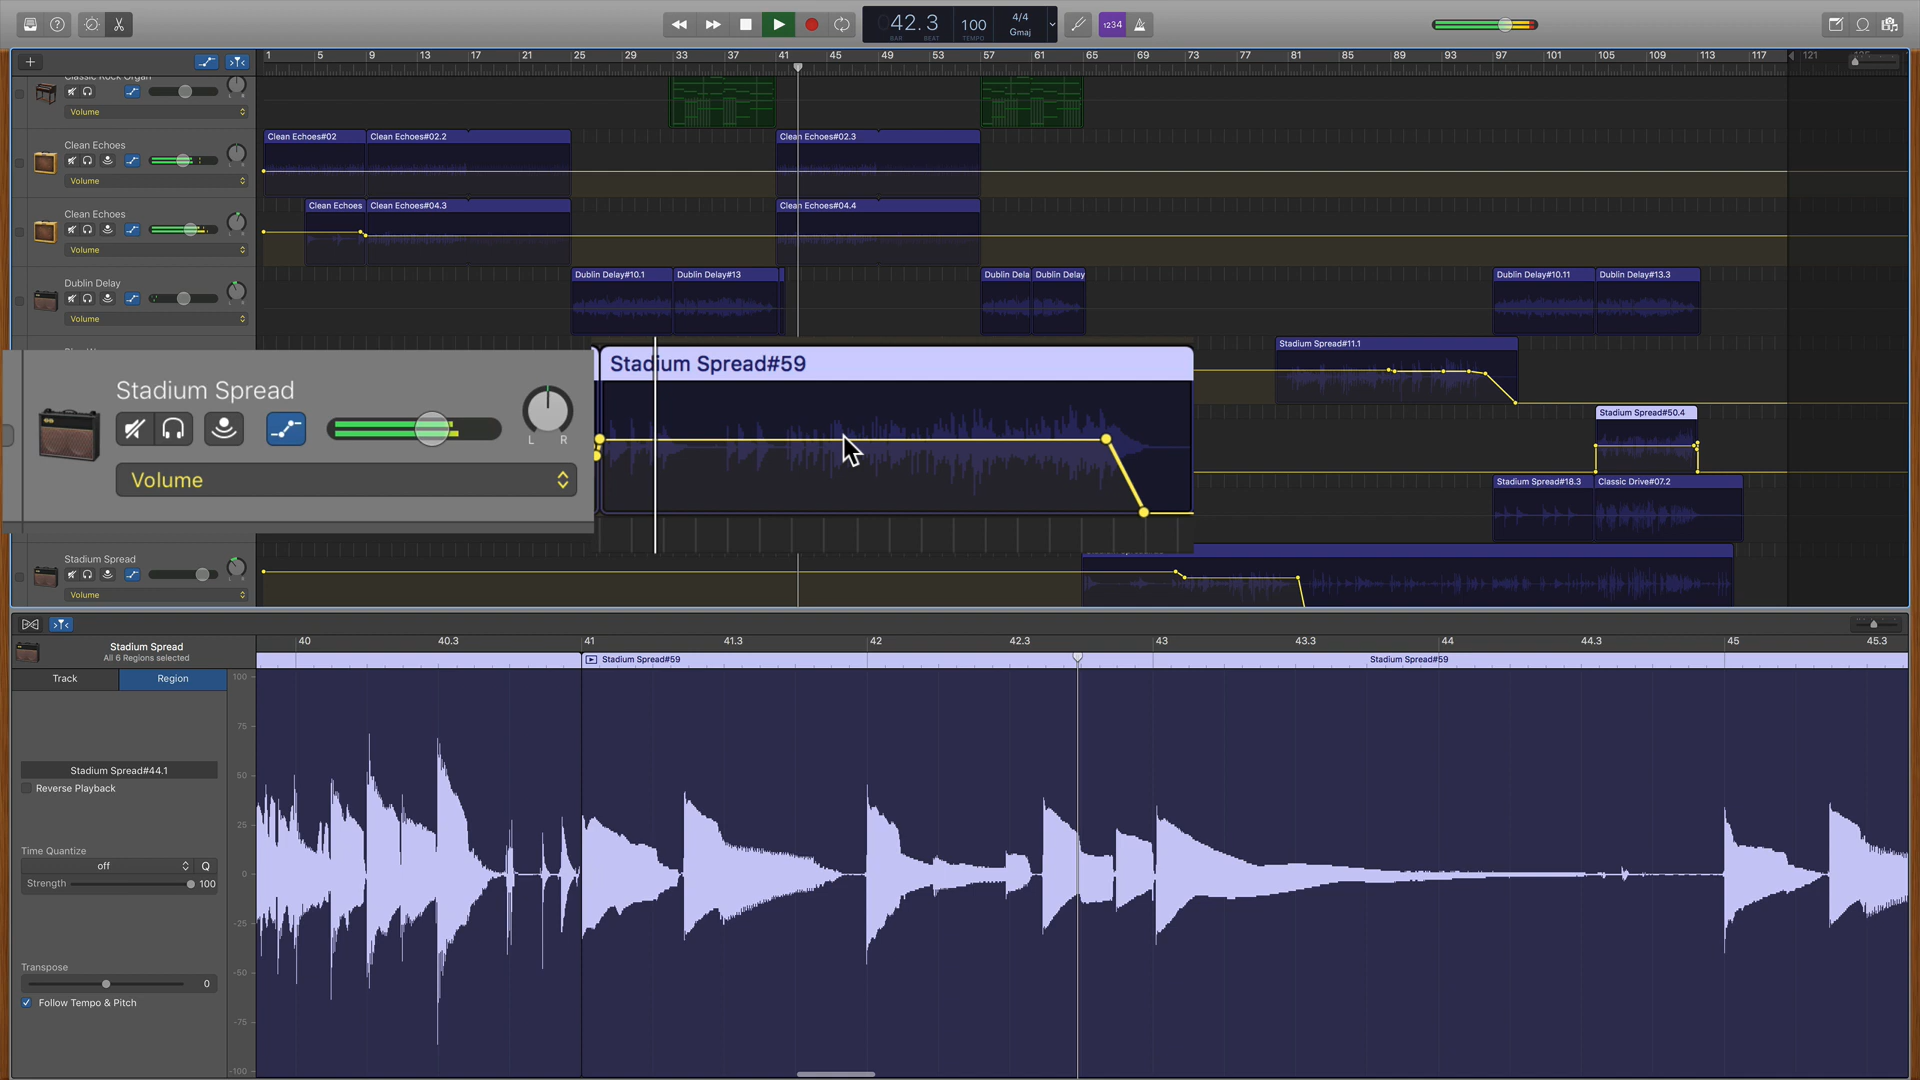 42.3
BAR BEAT
100
TEMPO
4/4
Gmaj
1234
1 5 9 13 17 21 25 29 33 37 41 45 49 53 57 61 65 69 73 77 81 85 89 93 97 101 105 109 113 117 121 125
Classic Rock Organ
Volume
Clean Echoes
Volume
Clean Echoes#02
Clean Echoes#02.2
Clean Echoes#02.3
Clean Echoes
Volume
Clean Echoes
Clean Echoes#04.3
Clean Echoes#04.4
Dublin Delay
Volume
Dublin Delay#10.1
Dublin Delay#13
Dublin Dela
Dublin Delay
Dublin Delay#10.11
Dublin Delay#13.3
Stadium Spread#11.1
Stadium Spread
L R
Volume
Stadium Spread#59
Stadium Spread#50.4
Stadium Spread#18.3
Classic Drive#07.2
Stadium Spread
Volume
40 40.3 41 41.3 42 42.3 43 43.3 44 44.3 45 45.3
Stadium Spread
All 6 Regions selected
Stadium Spread#59
Stadium Spread#59
Track
Region
100
75
50
25
0
-25
-50
-75
-100
Stadium Spread#44.1
Reverse Playback
Time Quantize
off
Q
Strength
100
Transpose
0
Follow Tempo & Pitch